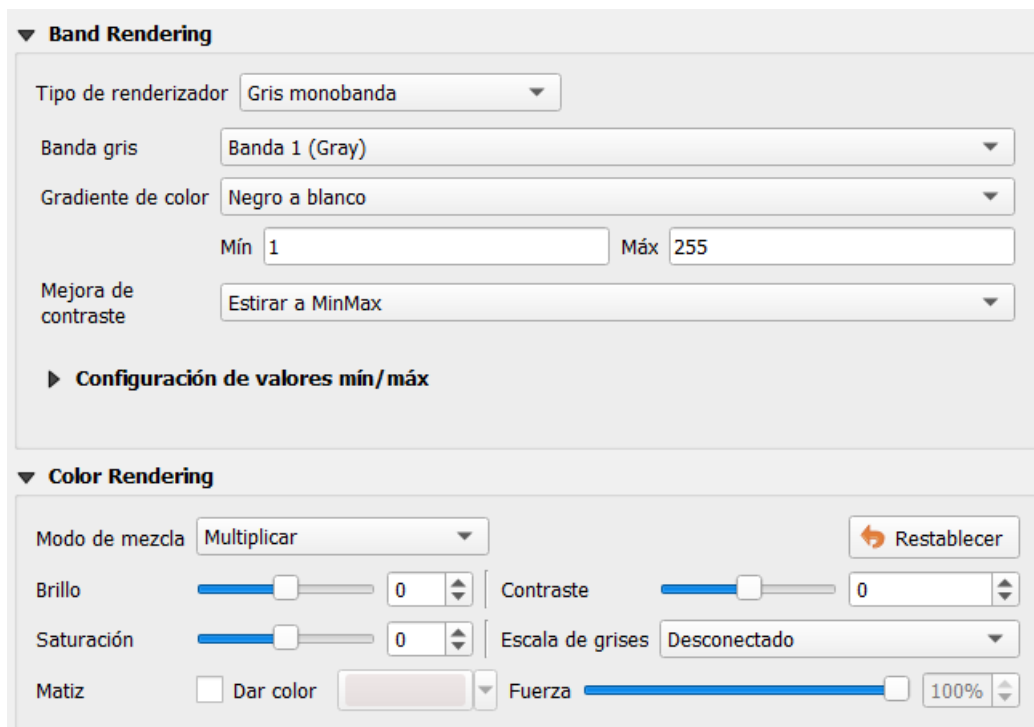 Band Rendering
Tipo de renderizador Gris monobanda
Banda gris Banda 1 (Gray)
Gradiente de color Negro a blanco
Mín 1 Máx 255
Mejora de
contraste
Estirar a MinMax
Configuración de valores mín/máx
Color Rendering
Modo de mezcla Multiplicar Restablecer
Brillo 0 Contraste 0
Saturación 0 Escala de grises Desconectado
Matiz Dar color Fuerza 100%